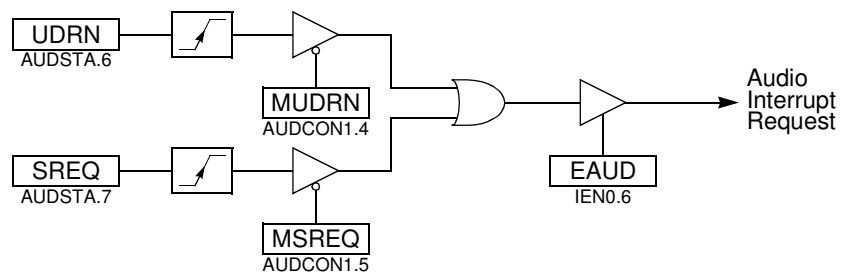 UDRN
AUDSTA.6
MUDRN
AUDCON1.4
SREQ
AUDSTA.7
MSREQ
AUDCON1.5
EAUD
IEN0.6
Audio
Interrupt
Request